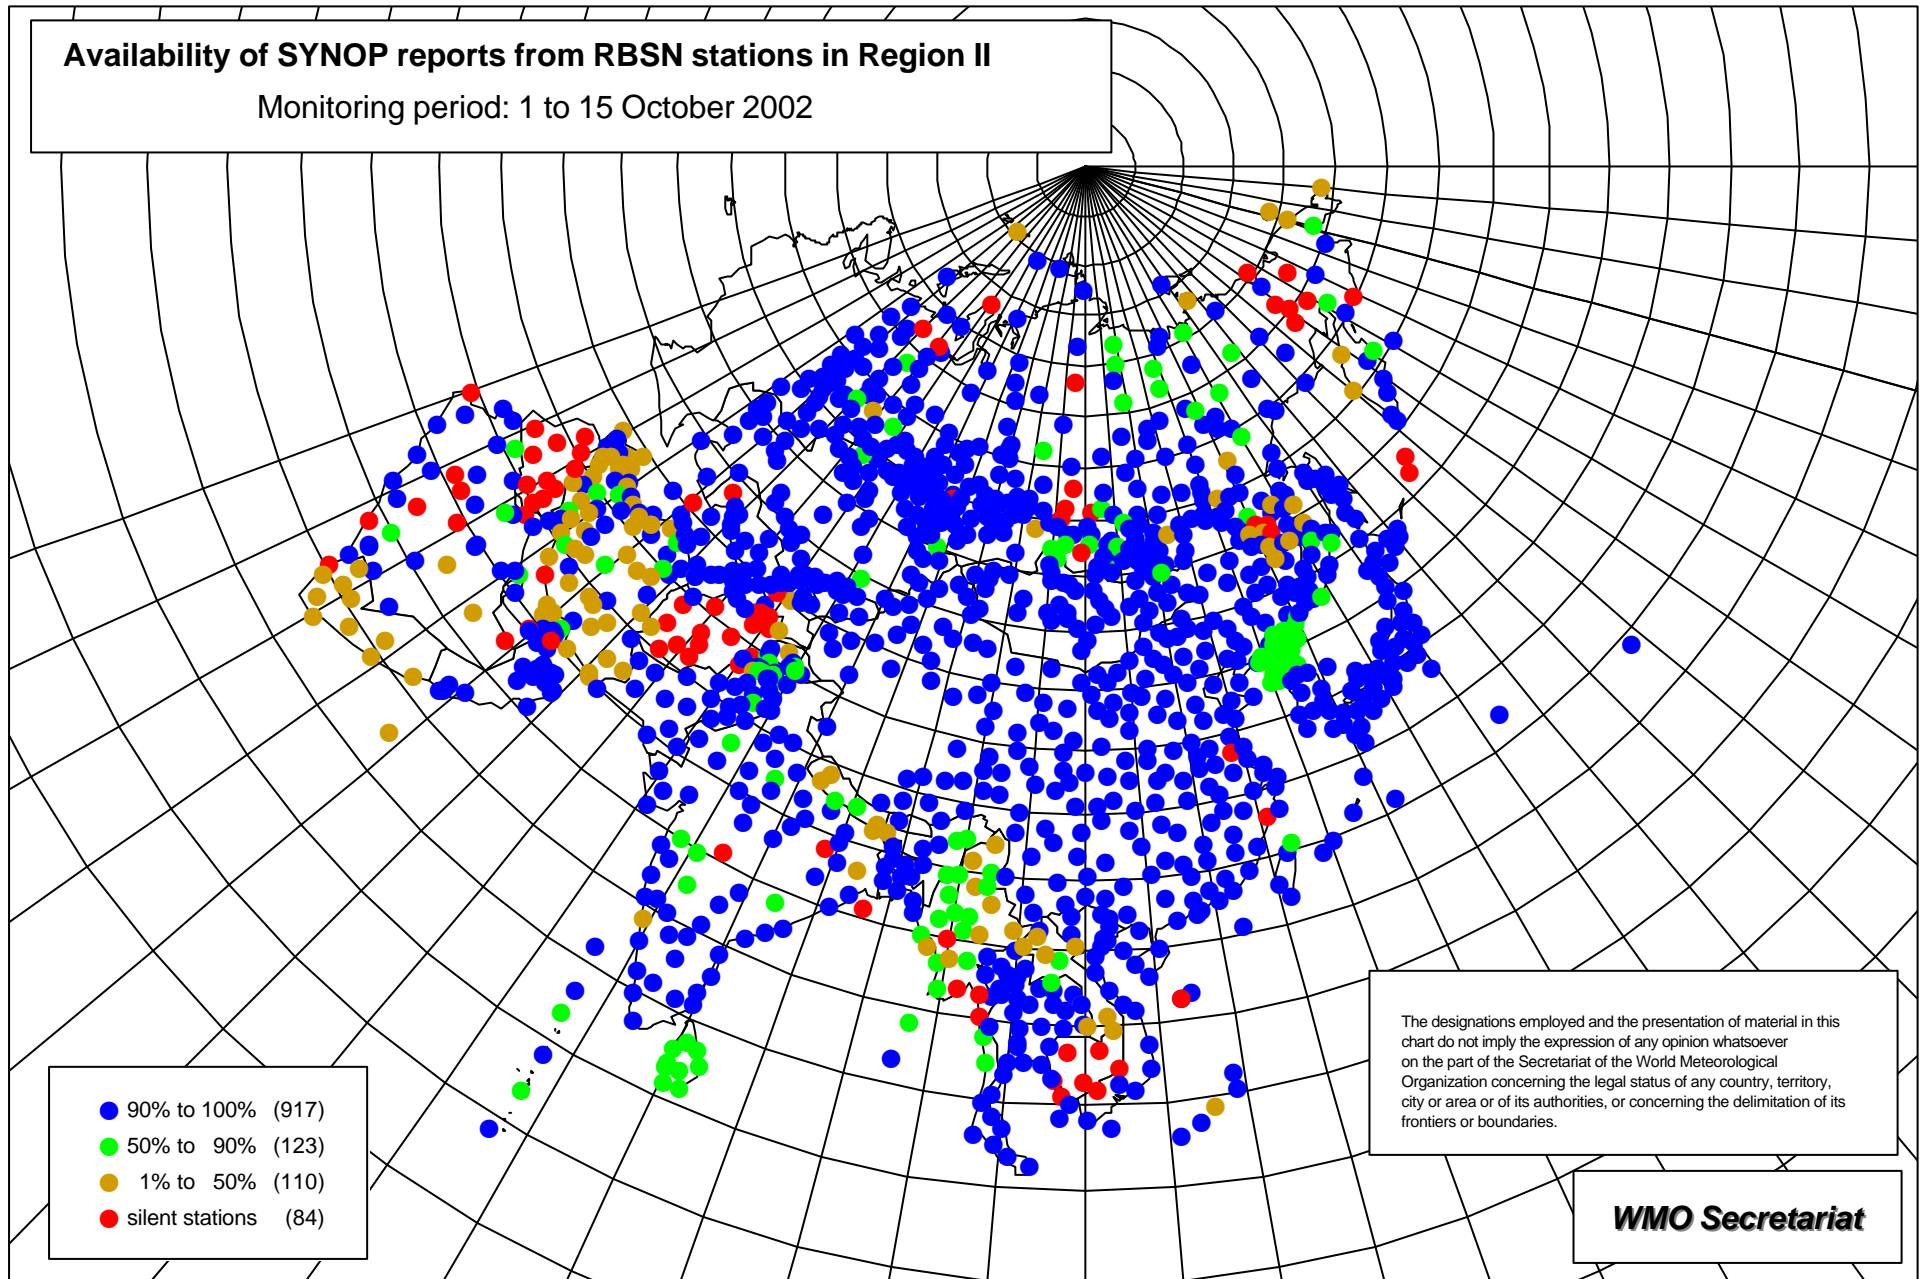 Availability of SYNOP reports from RBSN stations in Region II
Monitoring period: 1 to 15 October 2002
The designations employed and the presentation of material in this
chart do not imply the expression of any opinion whatsoever
on the part of the Secretariat of the World Meteorological
Organization concerning the legal status of any country, territory,
city or area or of its authorities, or concerning the delimitation of its
frontiers or boundaries.
90% to 100% (917)
50% to 90% (123)
1% to 50% (110)
silent stations (84)
WMO Secretariat